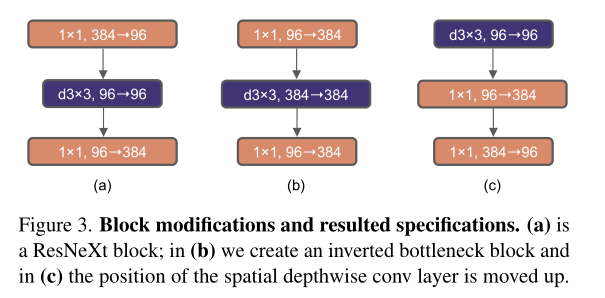 1×1, 384→96
d3×3, 96→96
1×1, 96→384
(a)
1×1, 96→384
d3×3, 384→384
1×1, 96→384
(b)
d3×3, 96→96
1×1, 96→384
1×1, 384→96
(c)
Figure 3. Block modifications and resulted specifications. (a) is
a ResNeXt block; in (b) we create an inverted bottleneck block and
in (c) the position of the spatial depthwise conv layer is moved up.